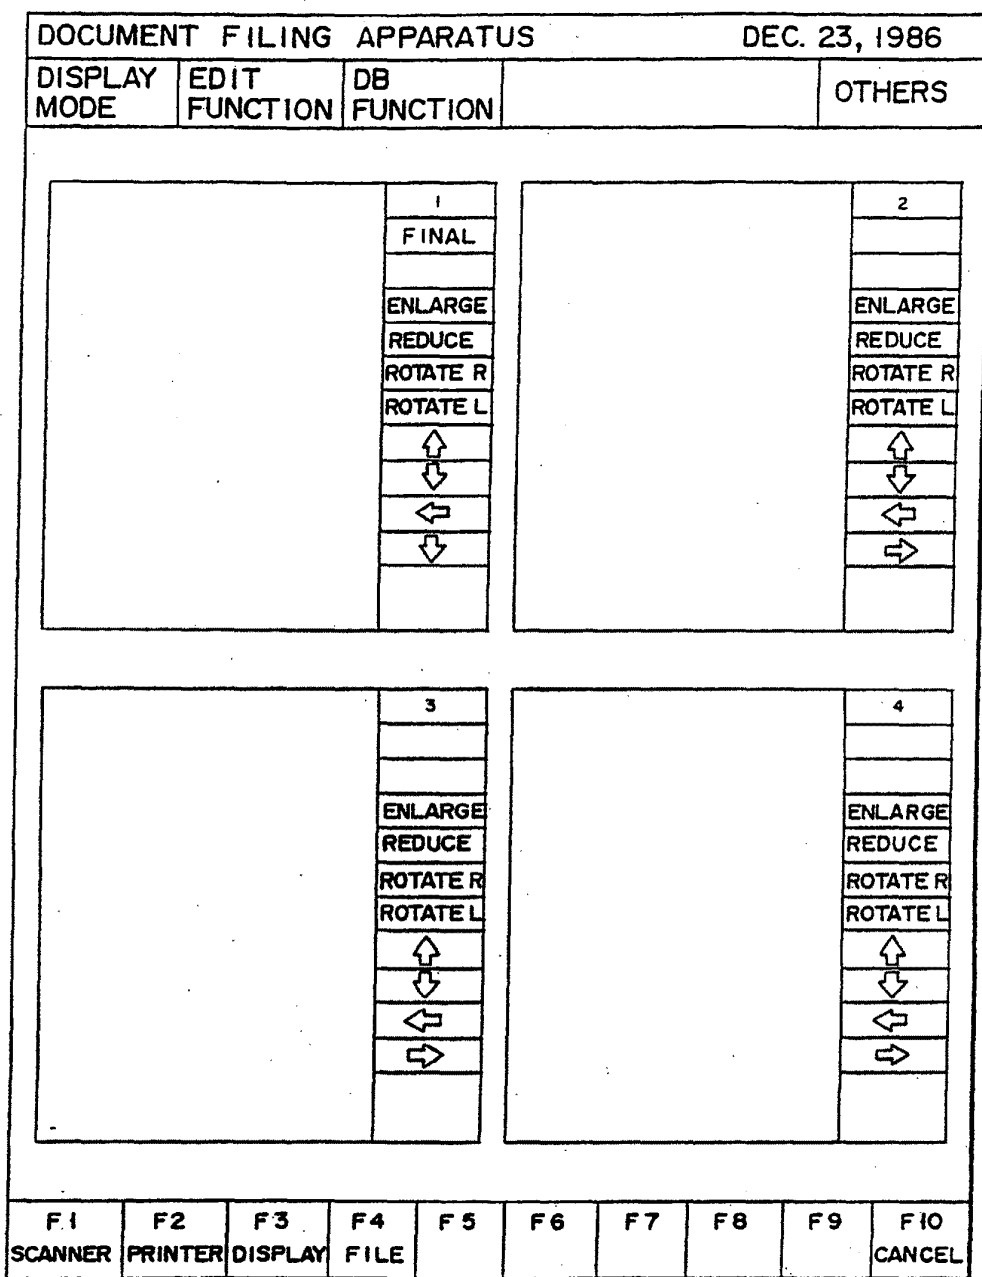 DOCUMENT FILING APPARATUS DEC. 23, 1986
DISPLAY MODE EDIT FUNCTION DB FUNCTION OTHERS
1
FINAL
ENLARGE
REDUCE
ROTATE R
ROTATE L
2
ENLARGE
REDUCE
ROTATE R
ROTATE L
3
ENLARGE
REDUCE
ROTATE R
ROTATE L
4
ENLARGE
REDUCE
ROTATE R
ROTATE L
F1 F2 F3 F4 F5 F6 F7 F8 F9 F10
SCANNER PRINTER DISPLAY FILE CANCEL